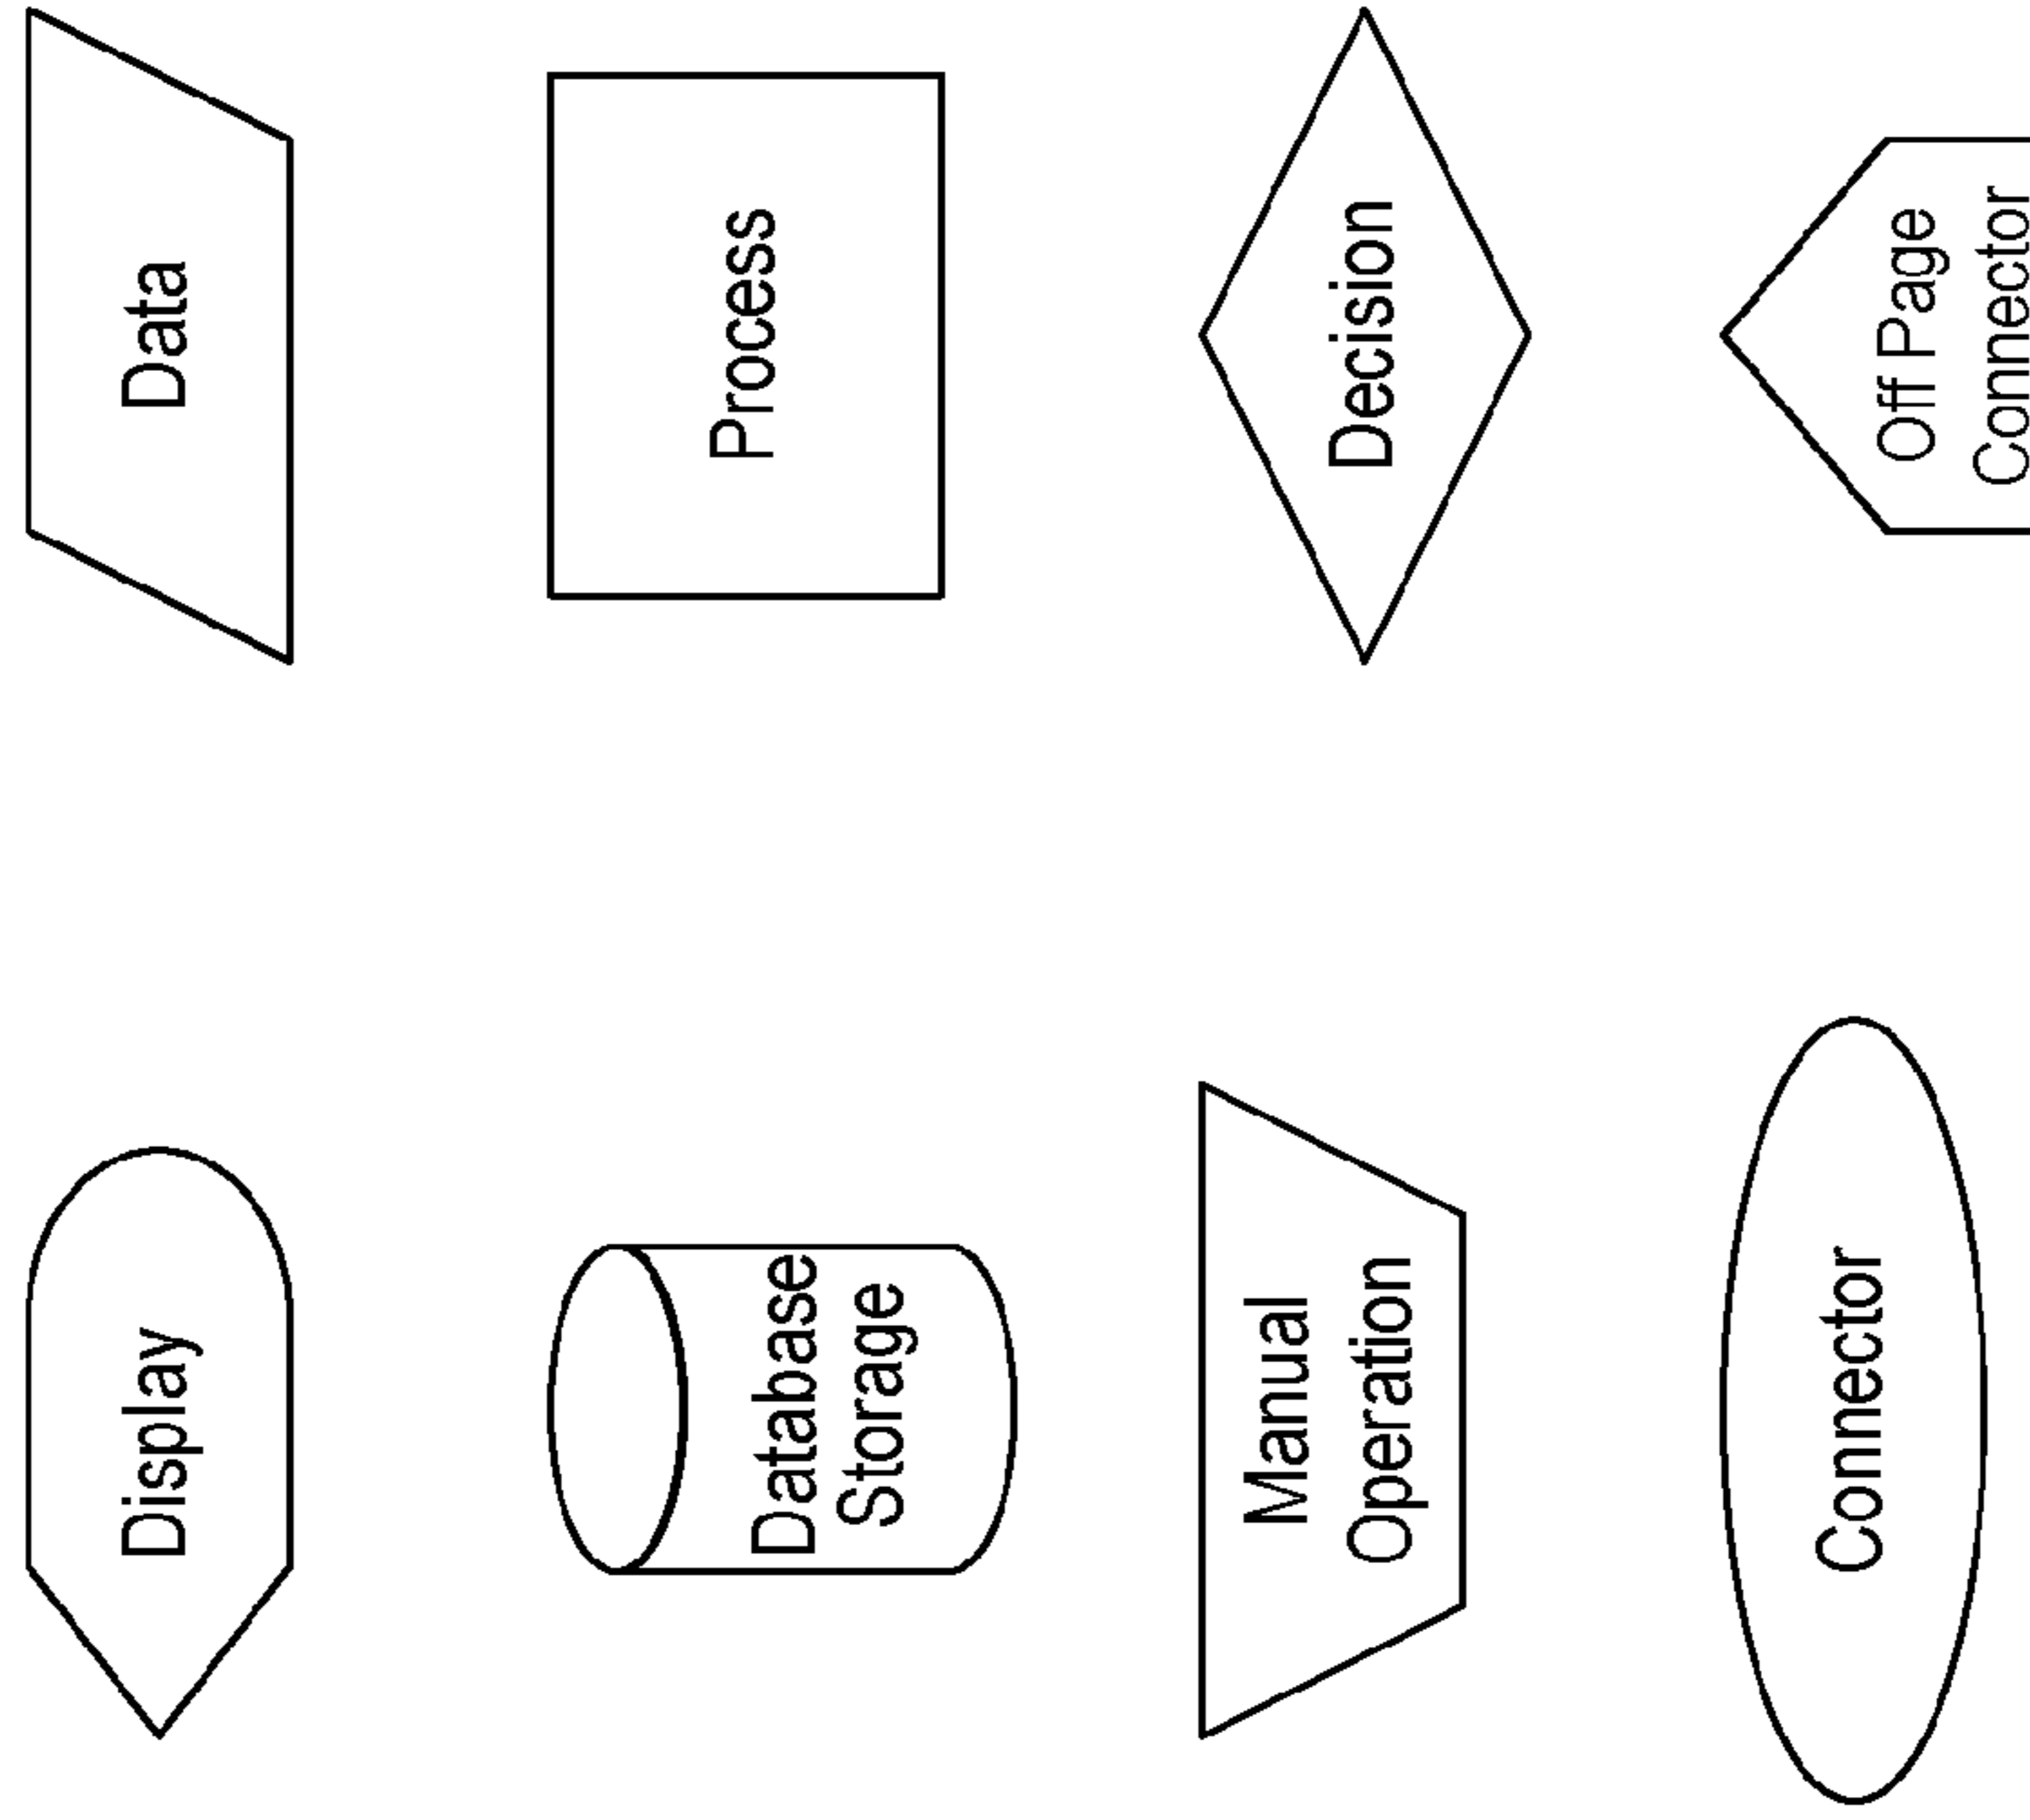 Display
Data
Database
Storage
Process
Manual
Operation
Decision
Connector
Off Page
Connector